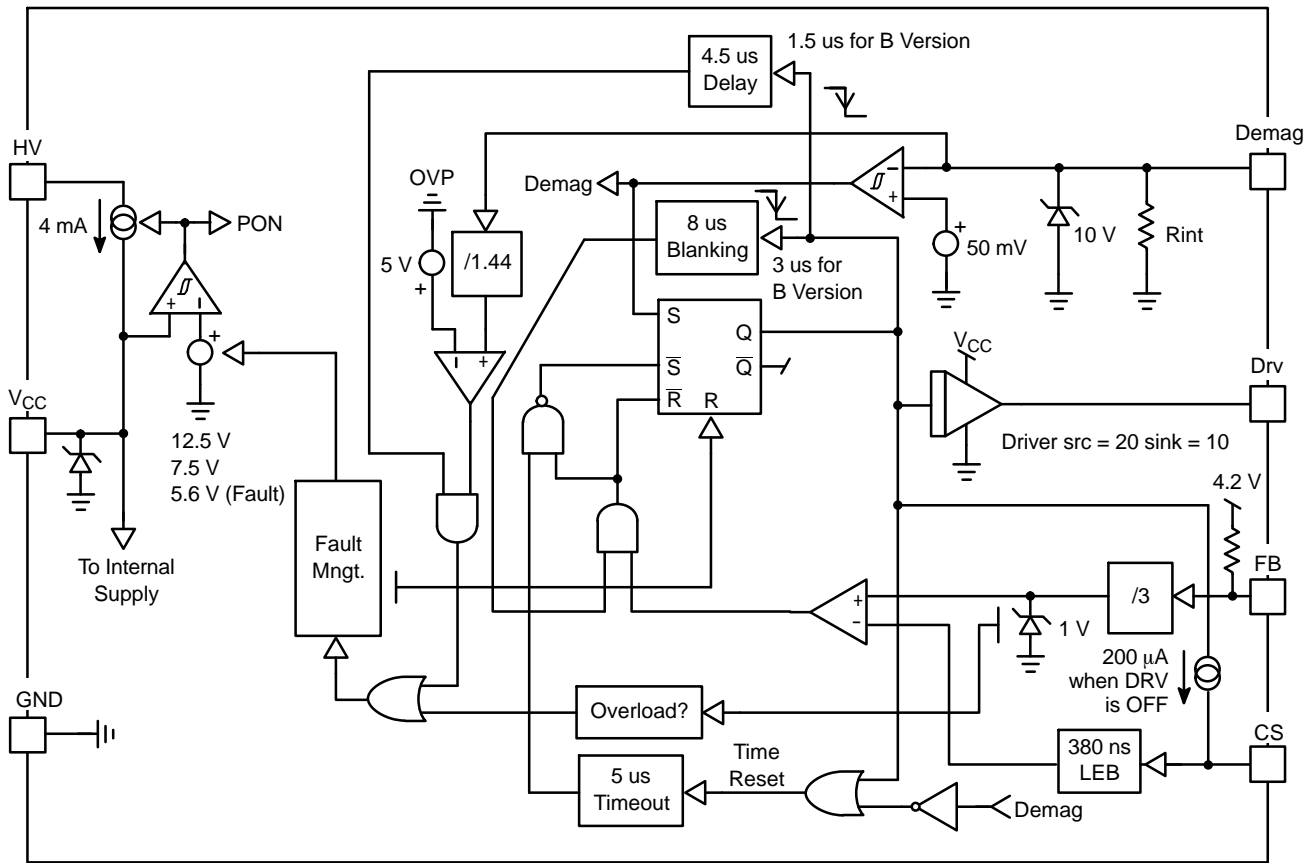 4.5 us
Delay
1.5 us for B Version
HV
Demag
OVP
Demag
4 mA
PON
8 us
Blanking
+
10 V
Rint
5 V
+
/1.44
50 mV
3 us for
B Version
+
S
Q
S
Q
R
R
VCC
Drv
VCC
12.5 V
7.5 V
5.6 V (Fault)
Driver src = 20 sink = 10
4.2 V
Fault
Mngt.
To Internal
Supply
FB
/3
1 V
200 μA
when DRV
is OFF
GND
Overload?
CS
380 ns
LEB
5 us
Timeout
Time
Reset
Demag